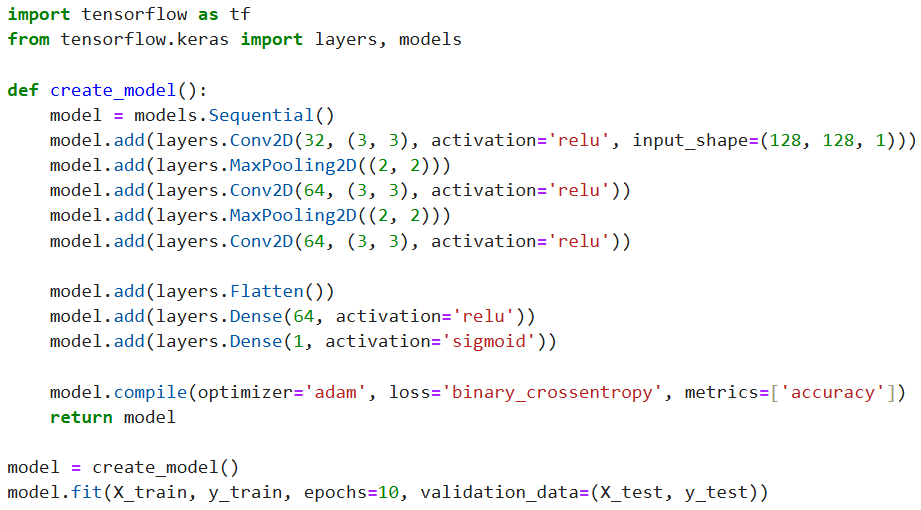 import tensorflow as tf
from tensorflow.keras import layers, models

def create_model():
    model = models.Sequential()
    model.add(layers.Conv2D(32, (3, 3), activation='relu', input_shape=(128, 128, 1)))
    model.add(layers.MaxPooling2D((2, 2)))
    model.add(layers.Conv2D(64, (3, 3), activation='relu'))
    model.add(layers.MaxPooling2D((2, 2)))
    model.add(layers.Conv2D(64, (3, 3), activation='relu'))

    model.add(layers.Flatten())
    model.add(layers.Dense(64, activation='relu'))
    model.add(layers.Dense(1, activation='sigmoid'))

    model.compile(optimizer='adam', loss='binary_crossentropy', metrics=['accuracy'])
    return model

model = create_model()
model.fit(X_train, y_train, epochs=10, validation_data=(X_test, y_test))